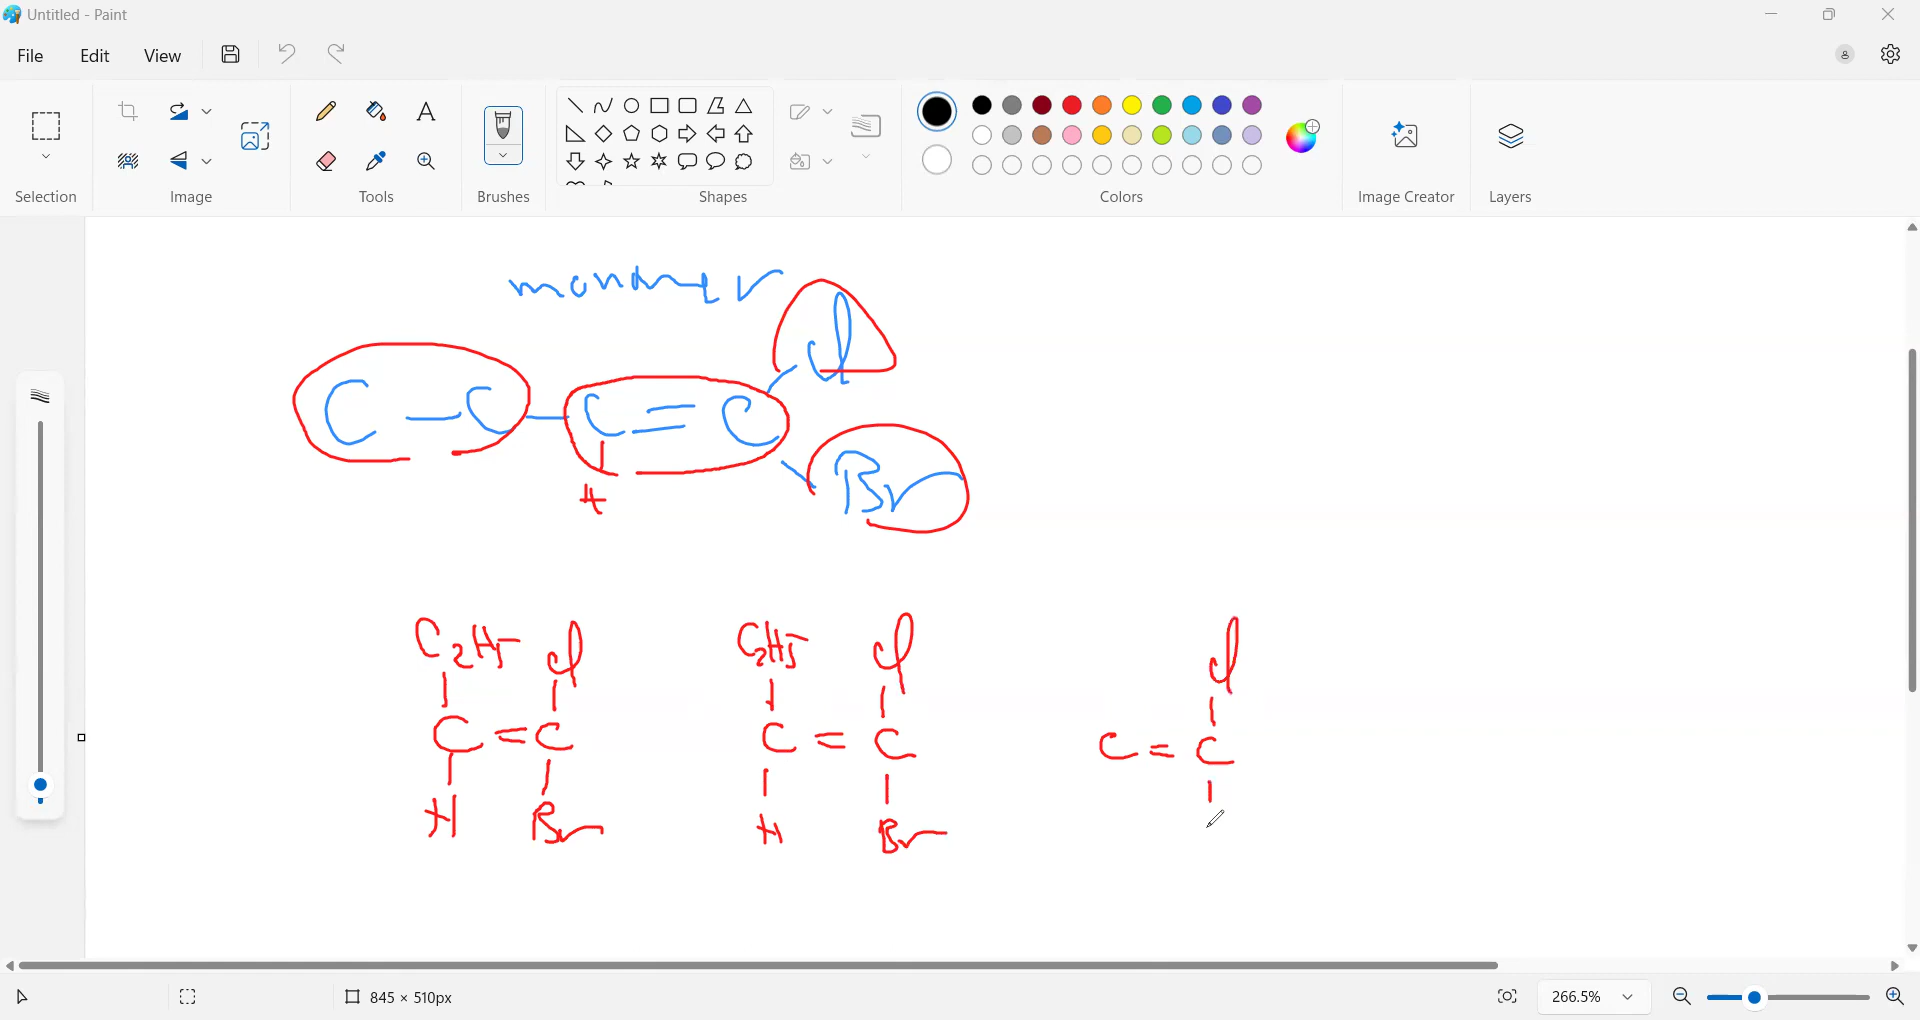 Untitled - Paint
File Edit View
Selection Image Tools Brushes Shapes Colors Image Creator Layers
Cl
C - C - C = C
H Br
C2H5 Cl C2H5 Cl Cl
C = C C = C C = C
H Br H Br
845 × 510px 266.5%